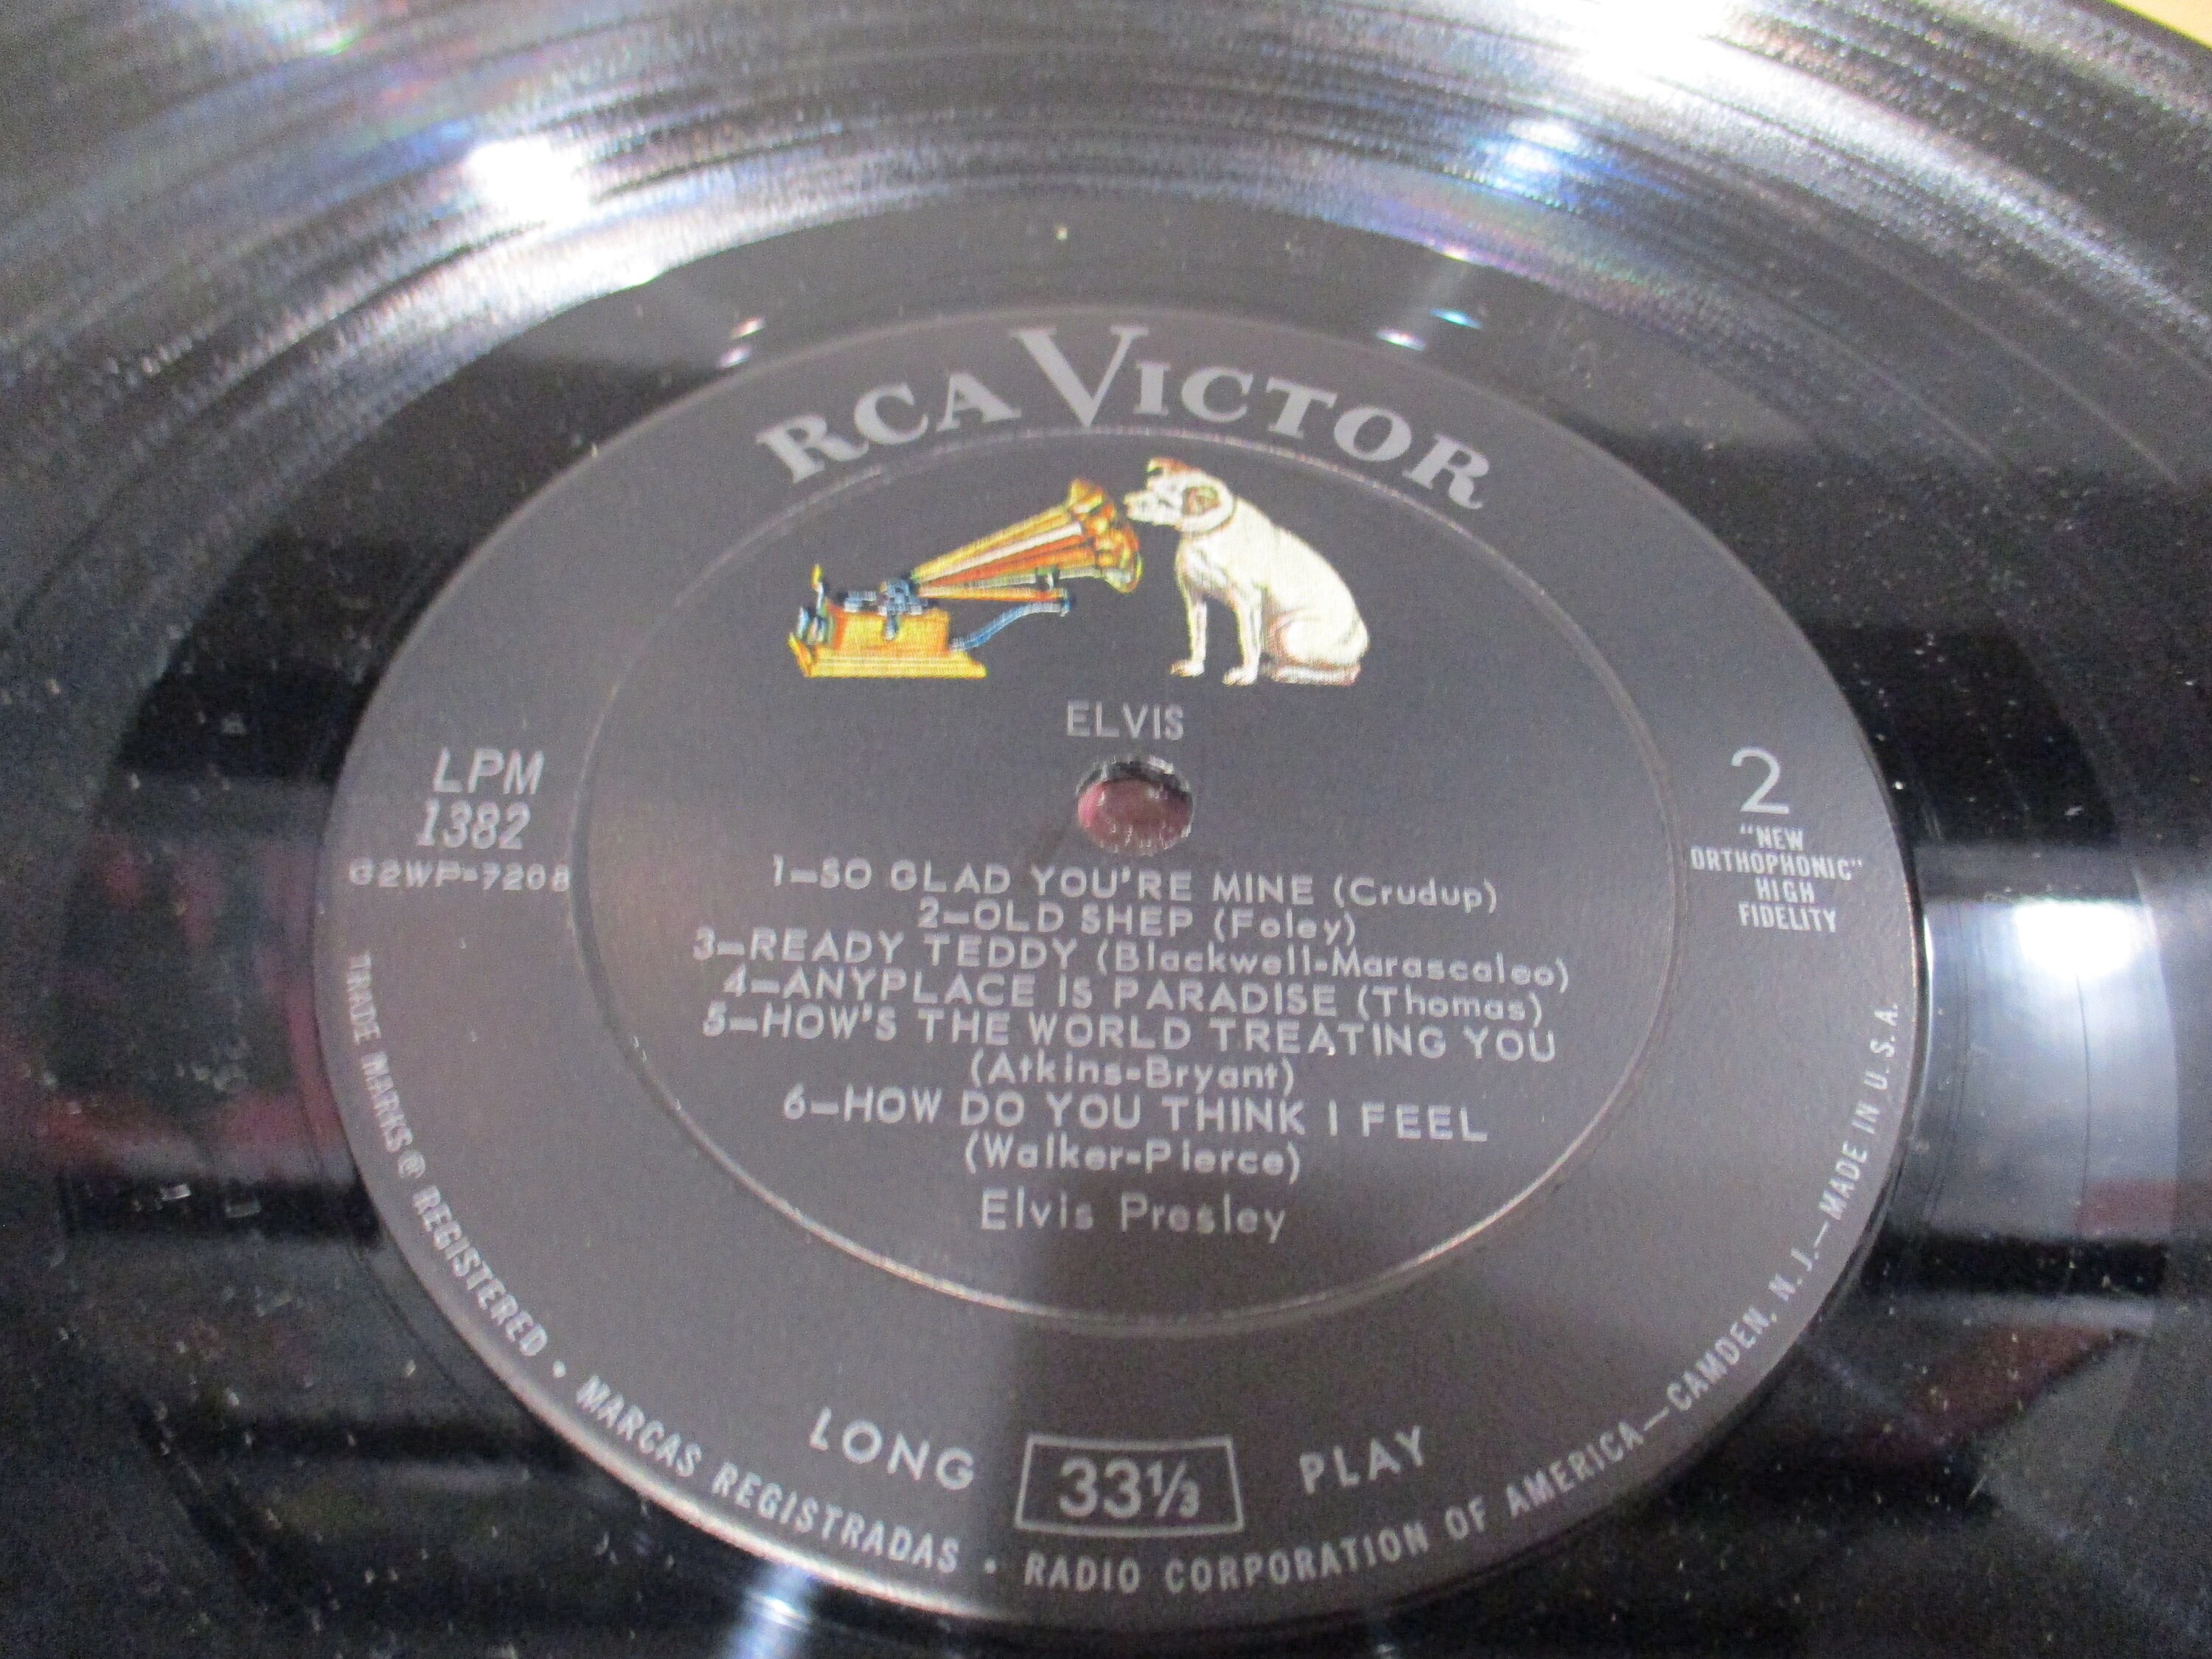 RCA VICTOR
ELVIS
LPM
1382
G2WP-7208
2
"NEW
ORTHOPHONIC"
HIGH
FIDELITY
1-SO GLAD YOU'RE MINE (Crudup)
2-OLD SHEP (Foley)
3-READY TEDDY (Blackwell-Marascalco)
4-ANYPLACE IS PARADISE (Thomas)
5-HOW'S THE WORLD TREATING YOU
(Atkins-Bryant)
6-HOW DO YOU THINK I FEEL
(Walker-Pierce)
Elvis Presley
LONG 33⅓ PLAY
TRADE MARKS ® REGISTERED • MARCAS REGISTRADAS • RADIO CORPORATION OF AMERICA—CAMDEN, N. J.—MADE IN U.S.A.